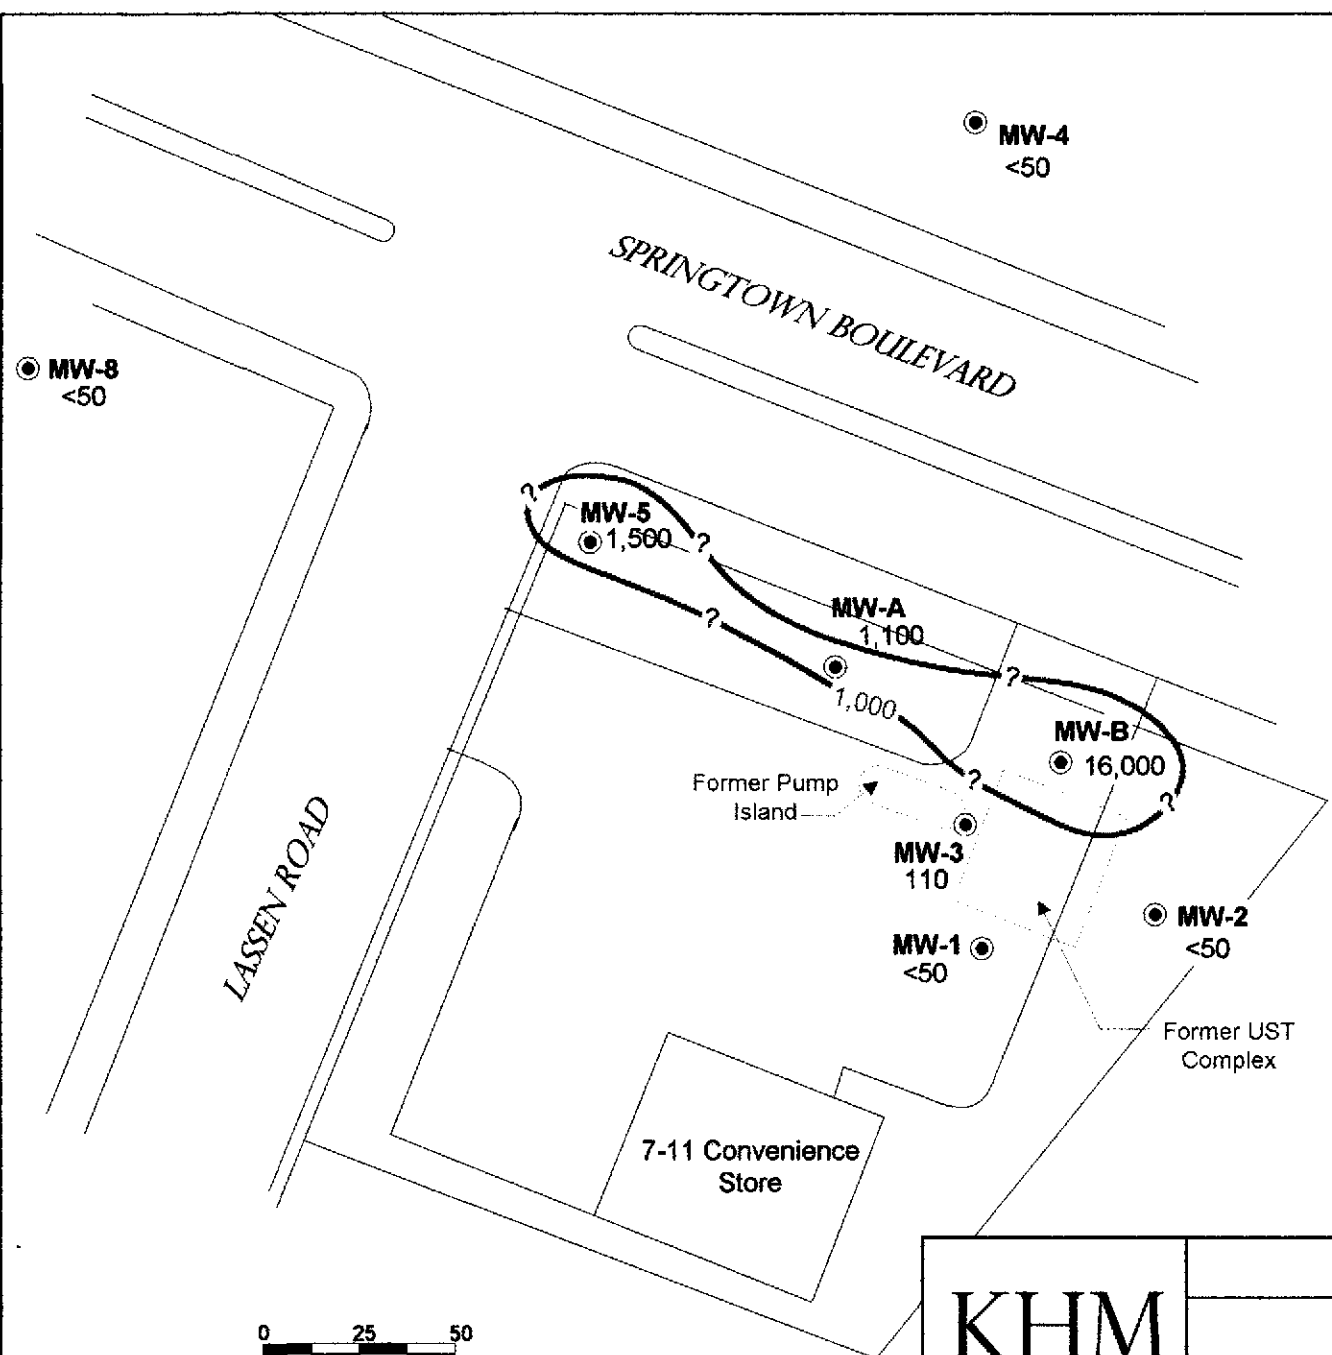 MW-4
<50
SPRINGTOWN BOULEVARD
MW-8
<50
?
MW-5
1,500
?
?
MW-A
1,100
1,000
?
MW-B
16,000
?
?
Former Pump
Island
MW-3
110
MW-2
<50
MW-1
<50
LASSEN ROAD
Former UST
Complex
7-11 Convenience
Store
KHM
0 25 50